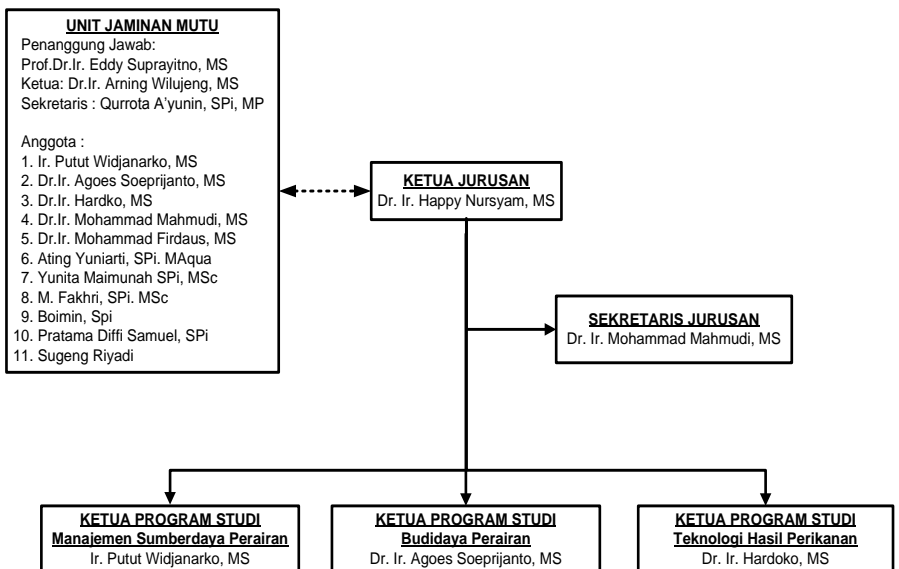 UNIT JAMINAN MUTU
Penanggung Jawab:
Prof.Dr.Ir. Eddy Suprayitno, MS
Ketua: Dr.Ir. Arning Wilujeng, MS
Sekretaris : Qurrota A'yunin, SPi, MP
Anggota :
1. Ir. Putut Widjanarko, MS
2. Dr.Ir. Agoes Soeprijanto, MS
3. Dr.Ir. Hardko, MS
4. Dr.Ir. Mohammad Mahmudi, MS
5. Dr.Ir. Mohammad Firdaus, MS
6. Ating Yuniarti, SPi. MAqua
7. Yunita Maimunah SPi, MSc
8. M. Fakhri, SPi. MSc
9. Boimin, Spi
10. Pratama Diffi Samuel, SPi
11. Sugeng Riyadi
KETUA JURUSAN
Dr. Ir. Happy Nursyam, MS
SEKRETARIS JURUSAN
Dr. Ir. Mohammad Mahmudi, MS
KETUA PROGRAM STUDI
Manajemen Sumberdaya Perairan
Ir. Putut Widjanarko, MS
KETUA PROGRAM STUDI
Budidaya Perairan
Dr. Ir. Agoes Soeprijanto, MS
KETUA PROGRAM STUDI
Teknologi Hasil Perikanan
Dr. Ir. Hardoko, MS